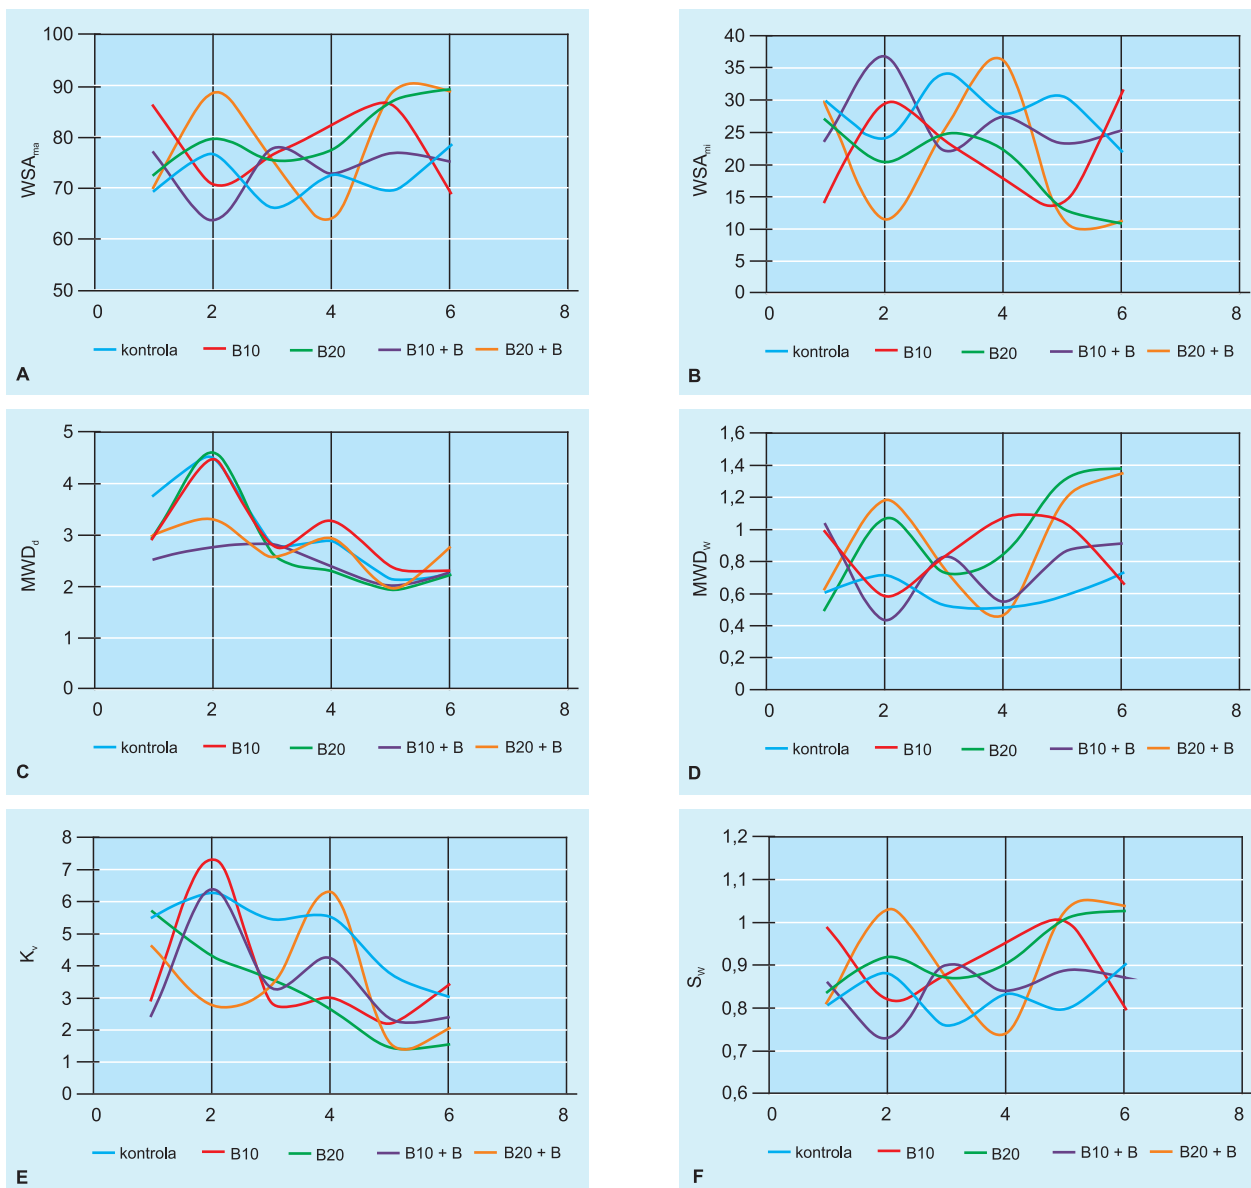 100
90
80
70
60
50
WSAma
0 2 4 6 8
kontrola B10 B20 B10 + B B20 + B
A
40
35
30
25
20
15
10
5
0
WSAmi
0 2 4 6 8
kontrola B10 B20 B10 + B B20 + B
B
5
4
3
2
1
0
MWDd
0 2 4 6 8
kontrola B10 B20 B10 + B B20 + B
C
1,6
1,4
1,2
1
0,8
0,6
0,4
0,2
0
MWDW
0 2 4 6 8
kontrola B10 B20 B10 + B B20 + B
D
8
7
6
5
4
3
2
1
0
Kv
0 2 4 6 8
kontrola B10 B20 B10 + B B20 + B
E
1,2
1,1
1
0,9
0,8
0,7
0,6
SW
0 2 4 6 8
kontrola B10 B20 B10 + B B20 + B
F